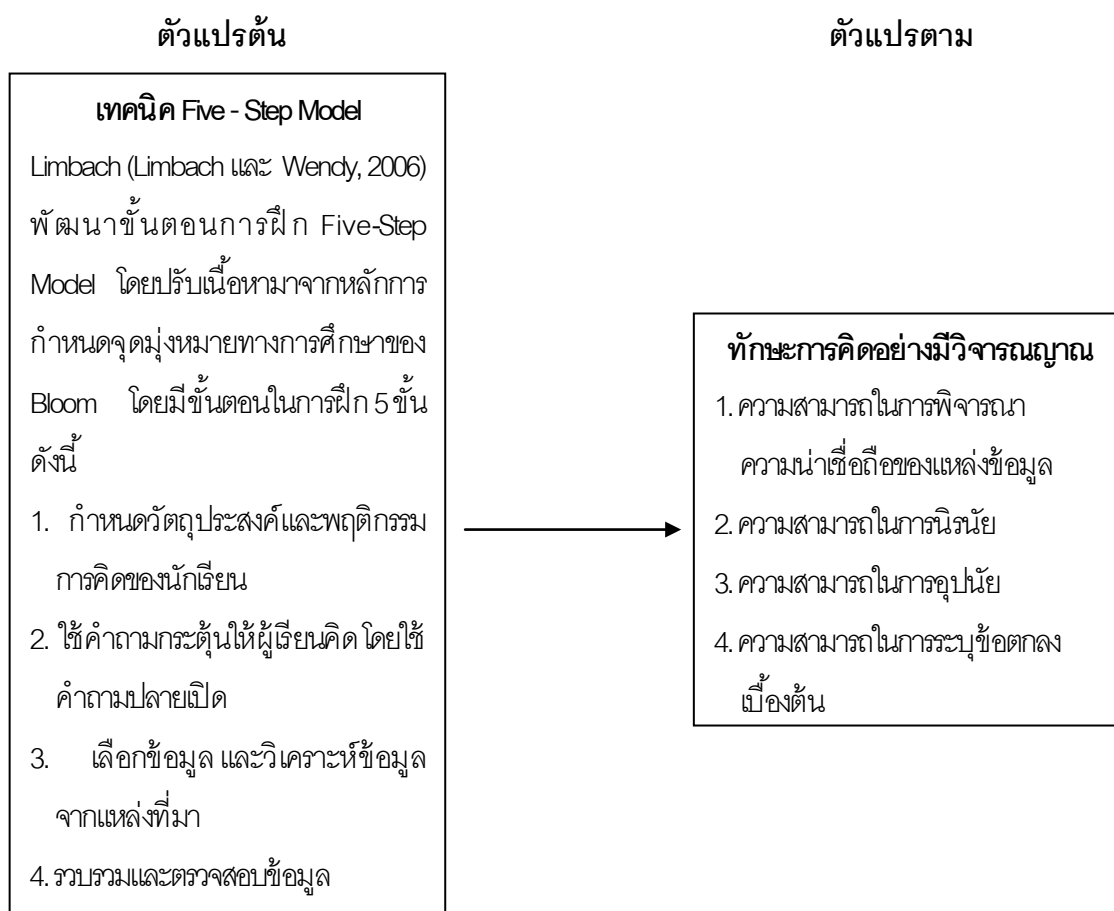 ตัวแปรต้น
ตัวแปรตาม
เทคนิค Five - Step Model
Limbach (Limbach และ Wendy, 2006)
พัฒนาขั้นตอนการฝึก Five-Step
Model โดยปรับเนื้อหามาจากหลักการ
กำหนดจุดมุ่งหมายทางการศึกษาของ
Bloom โดยมีขั้นตอนในการฝึก 5 ขั้น
ดังนี้
1. กำหนดวัตถุประสงค์และพฤติกรรม
การคิดของนักเรียน
2. ใช้คำถามกระตุ้นให้ผู้เรียนคิด โดยใช้
คำถามปลายเปิด
3. เลือกข้อมูล และวิเคราะห์ข้อมูล
จากแหล่งที่มา
4. รวบรวมและตรวจสอบข้อมูล
ทักษะการคิดอย่างมีวิจารณญาณ
1. ความสามารถในการพิจารณา
ความน่าเชื่อถือของแหล่งข้อมูล
2. ความสามารถในการนิรนัย
3. ความสามารถในการอุปนัย
4. ความสามารถในการระบุข้อตกลง
เบื้องต้น